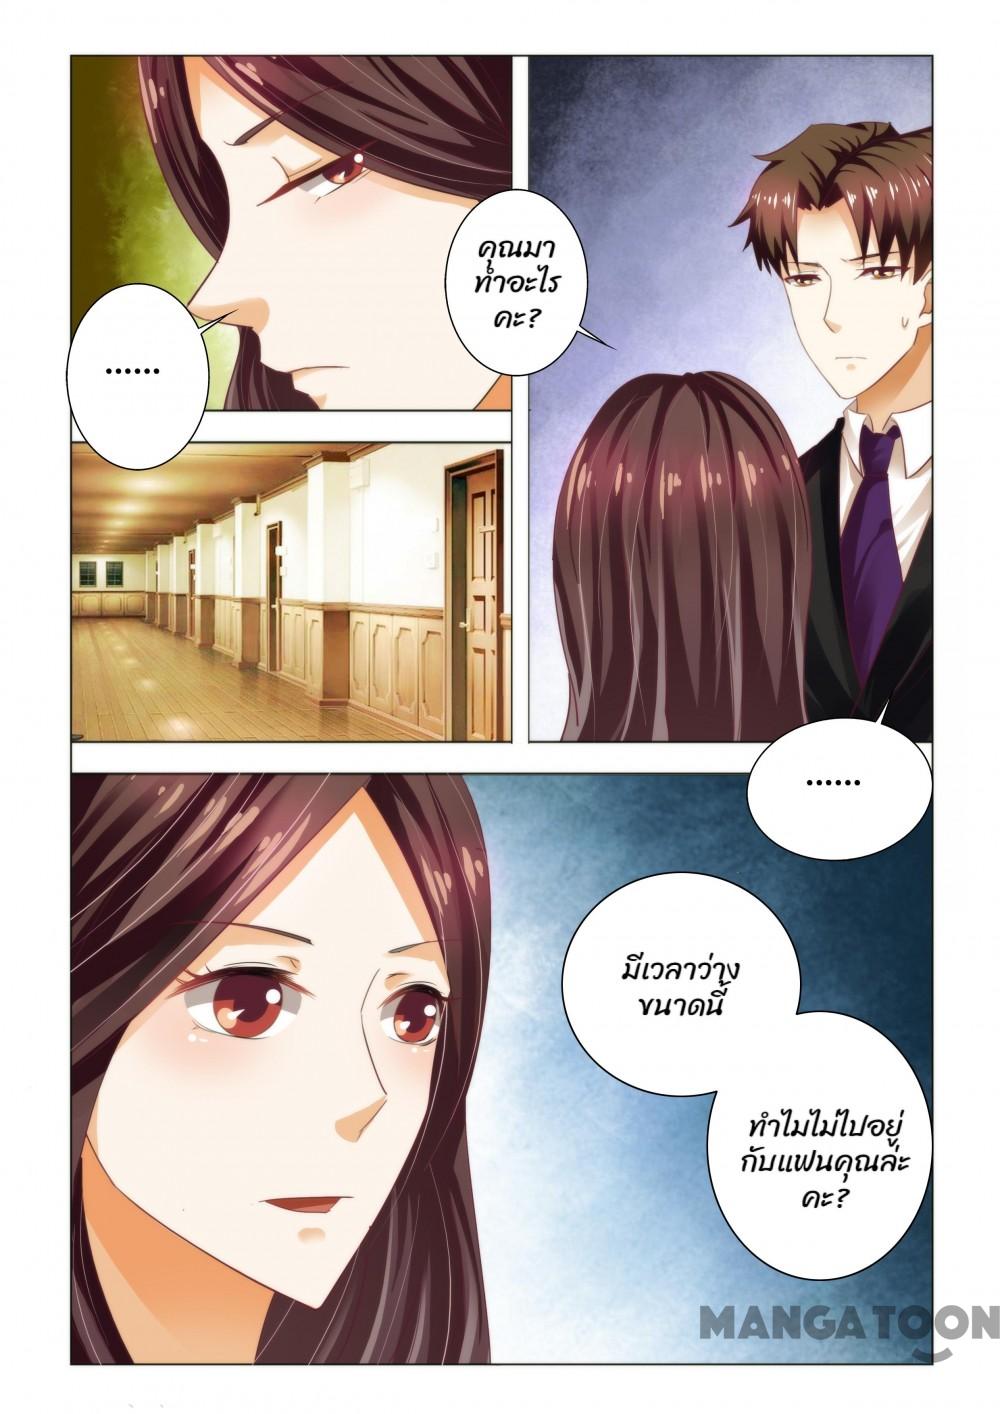 คุณมา
ทำอะไร
คะ?
......
......
มีเวลาว่าง
ขนาดนี้
ทำไมไม่ไปอยู่
กับแฟนคุณล่ะ
คะ?
MANGATOON